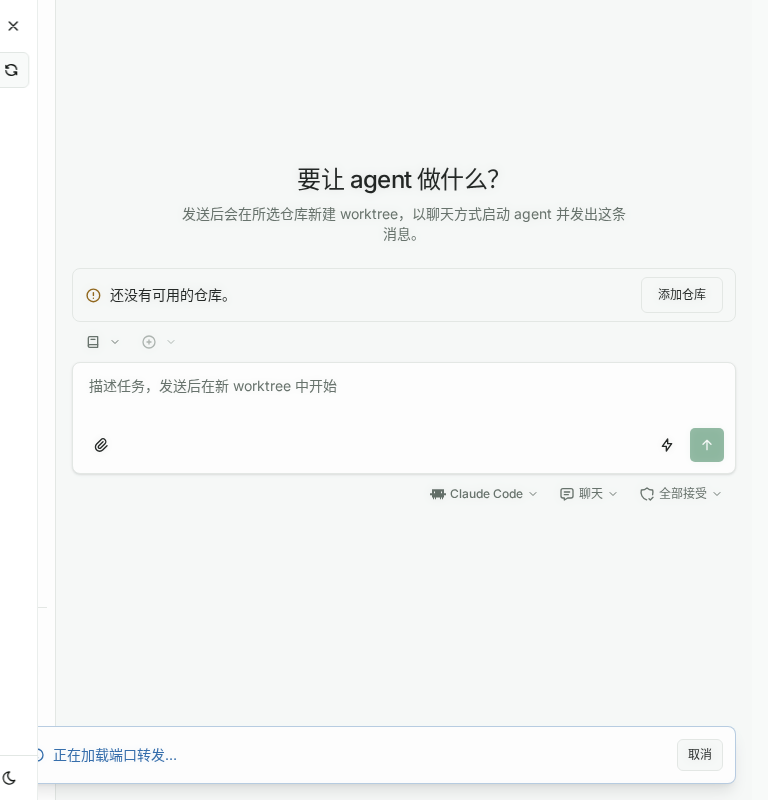 要让 agent 做什么？
发送后会在所选仓库新建 worktree，以聊天方式启动 agent 并发出这条
消息。
还没有可用的仓库。
添加仓库
描述任务，发送后在新 worktree 中开始
Claude Code
聊天
全部接受
正在加载端口转发...
取消